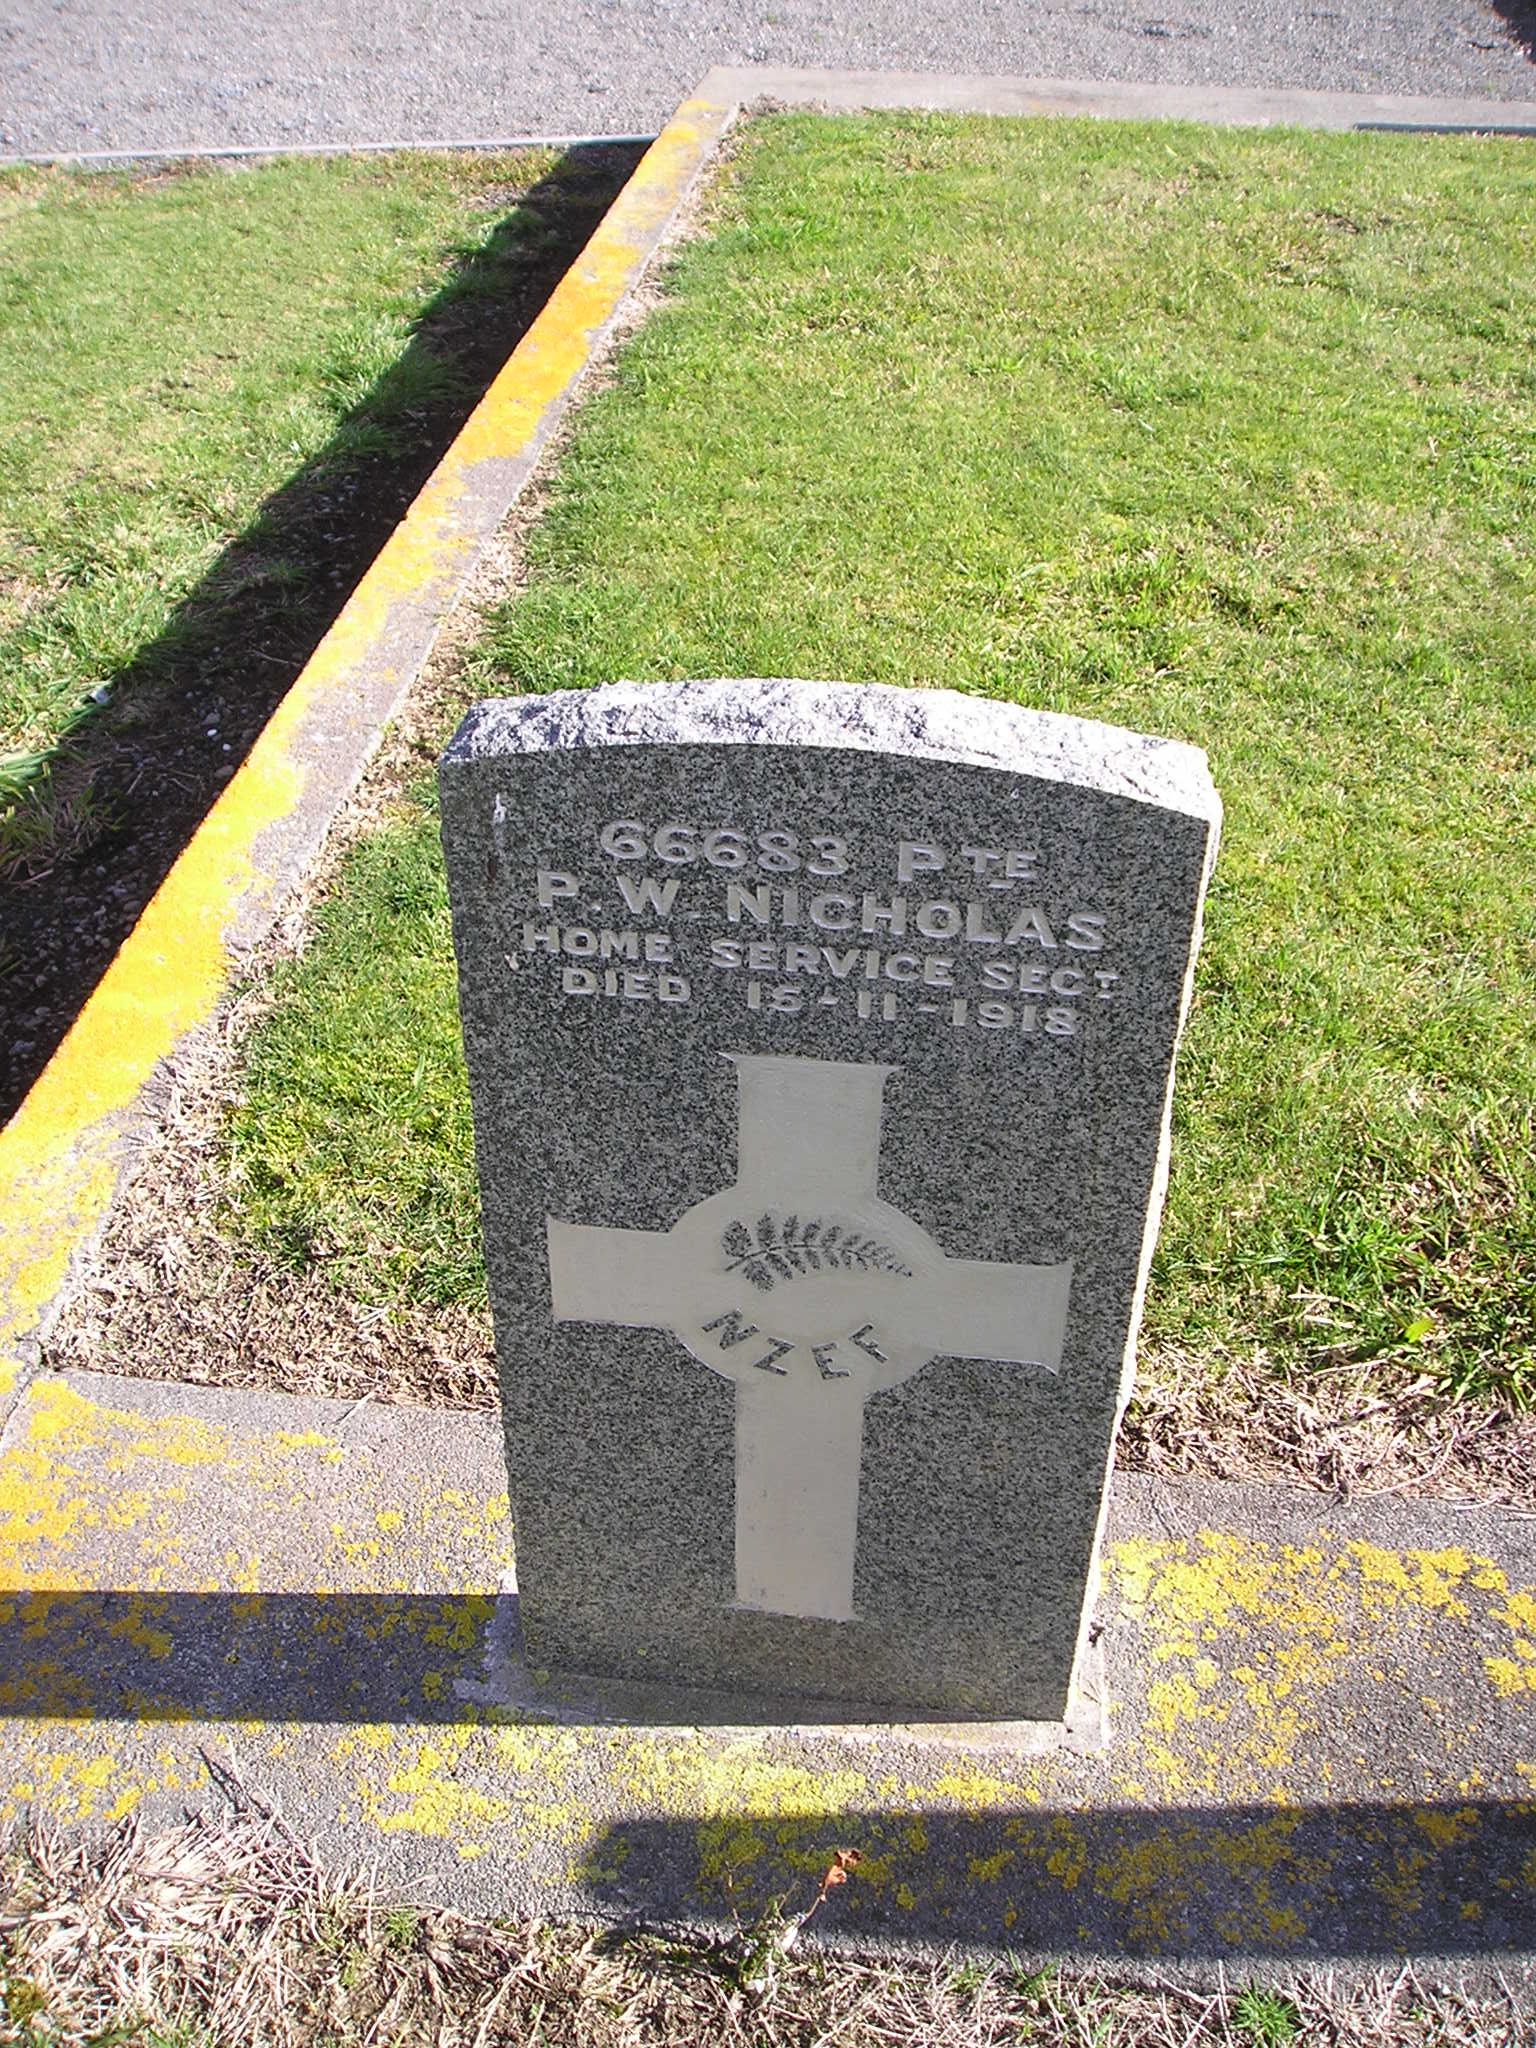 66683 PTE
P. W. NICHOLAS
HOME SERVICE SECT
DIED 15-11-1918
NZEF